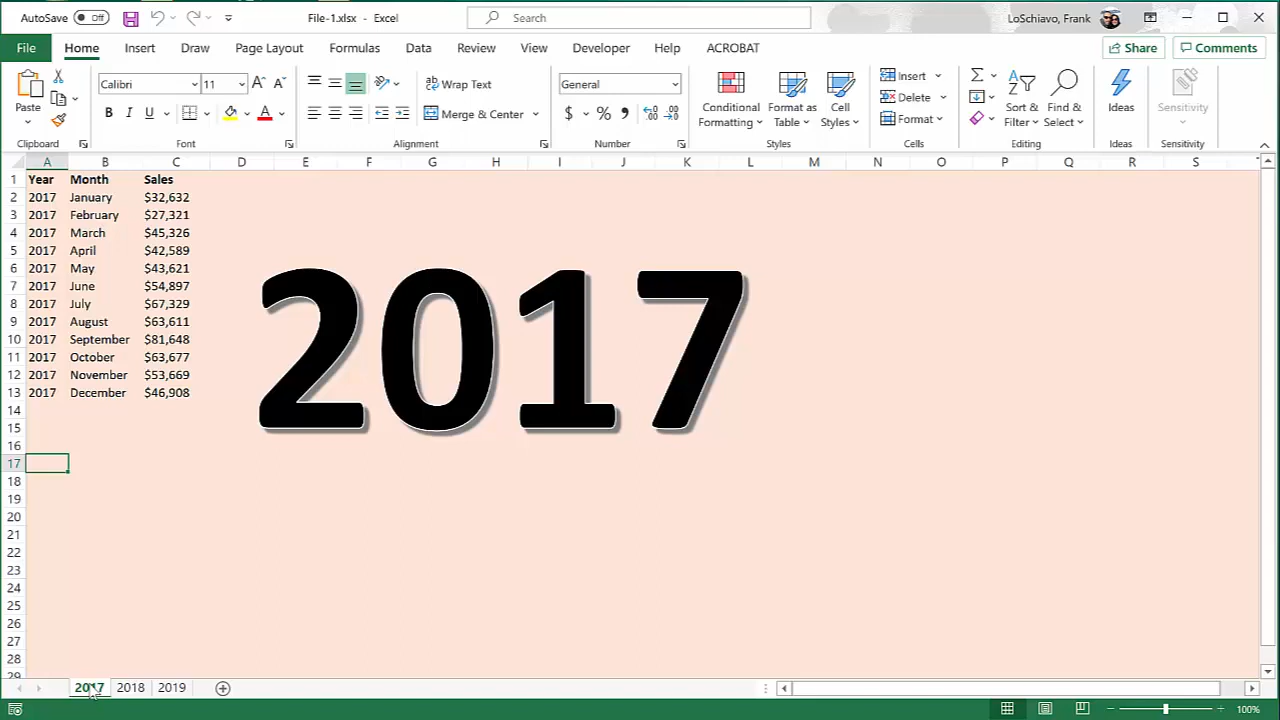 AutoSave Off File-1.xlsx - Excel Search LoSchiavo, Frank
File Home Insert Draw Page Layout Formulas Data Review View Developer Help ACROBAT Share Comments
Calibri 11 Wrap Text General Insert
Paste Conditional Formatting Format as Table Cell Styles Delete Sort & Filter Find & Select Ideas Sensitivity
B I U A Merge & Center $ % , Format
Clipboard Font Alignment Number Styles Cells Editing Ideas Sensitivity
A B C D E F G H I J K L M N O P Q R S
1 Year Month Sales
2 2017 January $32,632
3 2017 February $27,321
4 2017 March $45,326
5 2017 April $42,589
6 2017 May $43,621
7 2017 June $54,897
8 2017 July $67,329
9 2017 August $63,611
10 2017 September $81,648
11 2017 October $63,677
12 2017 November $53,669
13 2017 December $46,908
2017
14
15
16
17
18
19
20
21
22
23
24
25
26
27
28
29
2017 2018 2019
100%